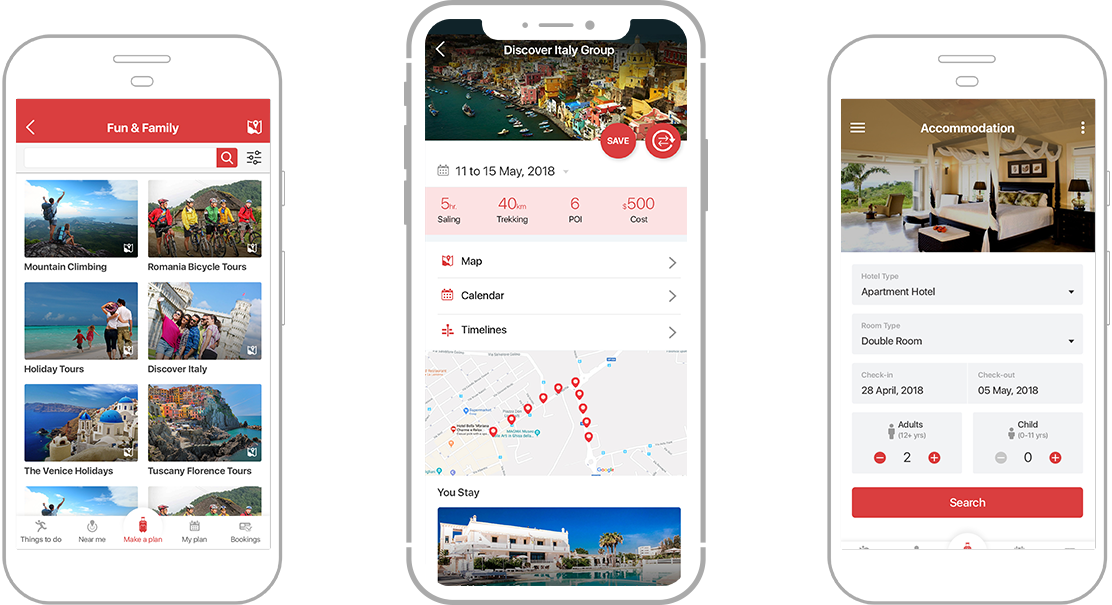 Fun & Family
Mountain Climbing
Romania Bicycle Tours
Holiday Tours
Discover Italy
The Venice Holidays
Tuscany Florence Tours
Things to do
Near me
Make a plan
My plan
Bookings
Discover Italy Group
SAVE
11 to 15 May, 2018
5hr.
Saling
40km
Trekking
6
POI
$500
Cost
Map
Calendar
Timelines
Google
You Stay
Accommodation
Hotel Type
Apartment Hotel
Room Type
Double Room
Check-in
28 April, 2018
Check-out
05 May, 2018
Adults
(12+ yrs)
2
Child
(0-11 yrs)
0
Search